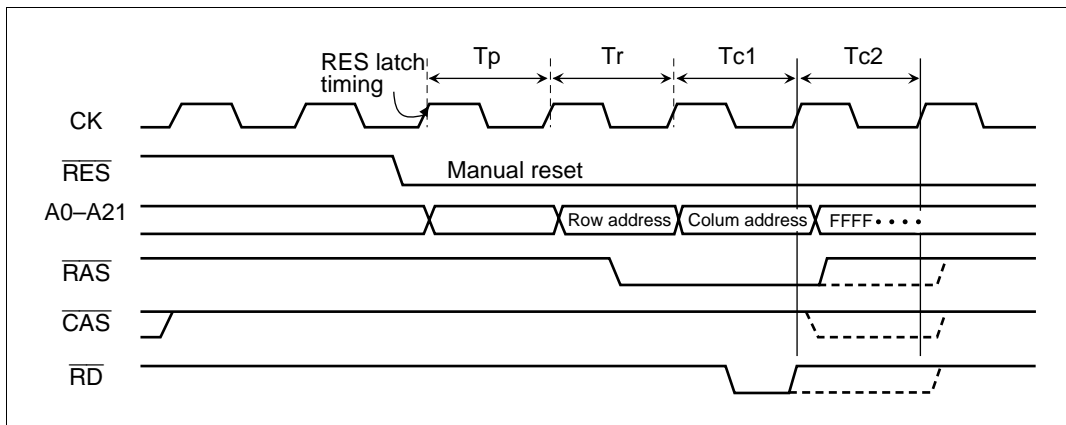 RES latch
timing
Tp
Tr
Tc1
Tc2
CK
RES
Manual reset
A0–A21
Row address
Colum address
FFFF • • • •
RAS
CAS
RD